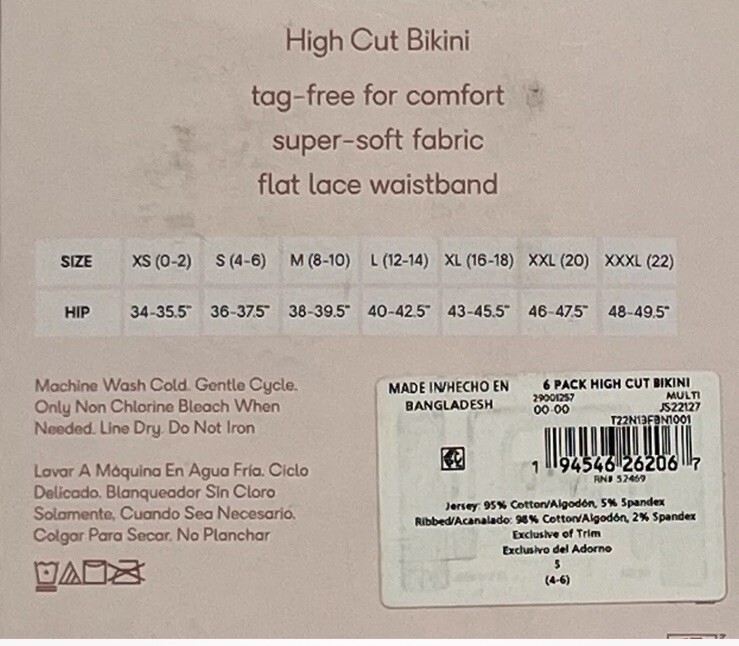 High Cut Bikini
tag-free for comfort
super-soft fabric
flat lace waistband
SIZE XS (0-2) S (4-6) M (8-10) L (12-14) XL (16-18) XXL (20) XXXL (22)
HIP 34-35.5" 36-37.5" 38-39.5" 40-42.5" 43-45.5" 46-47.5" 48-49.5"
Machine Wash Cold. Gentle Cycle.
Only Non Chlorine Bleach When
Needed. Line Dry. Do Not Iron
Lavar A Máquina En Agua Fría. Ciclo
Delicado. Blanqueador Sin Cloro
Solamente, Cuando Sea Necesario.
Colgar Para Secar. No Planchar
MADE IN/HECHO EN
BANGLADESH
6 PACK HIGH CUT BIKINI
29001257 MULTI
00-00 JS22127
T22N13FBN1001
1 94546 26206 7
RN# 52469
Jersey: 95% Cotton/Algodón, 5% Spandex
Ribbed/Acanalado: 98% Cotton/Algodón, 2% Spandex
Exclusive of Trim
Exclusivo del Adorno
S
(4-6)